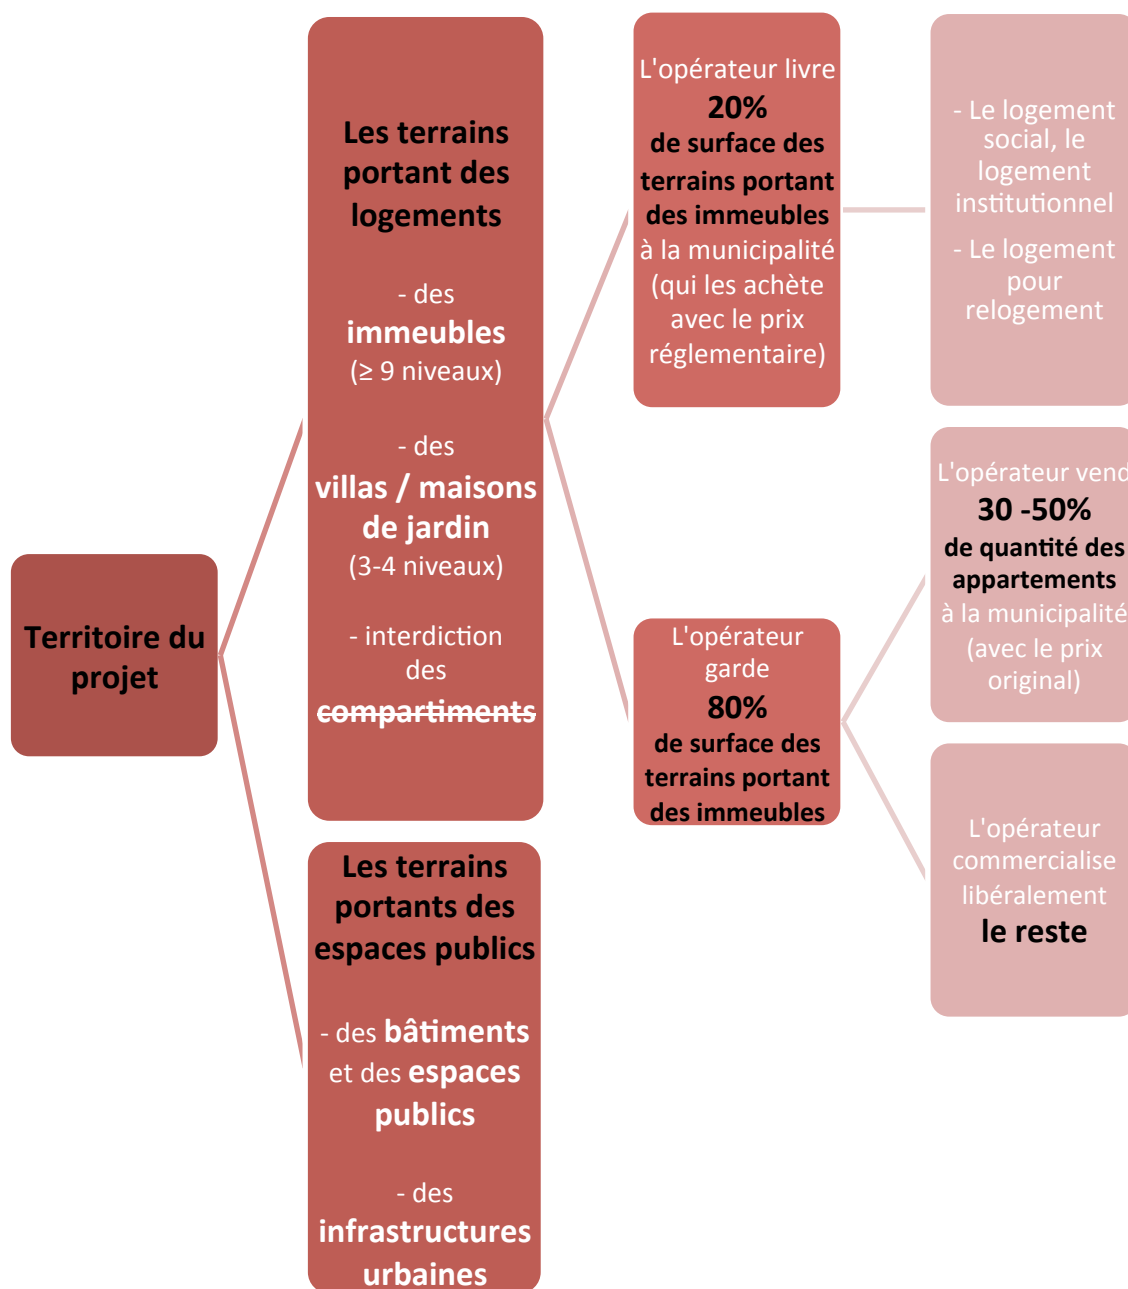 Territoire du
projet
Les terrains
portant des
logements
- des
immeubles
(≥ 9 niveaux)
- des
villas / maisons
de jardin
(3-4 niveaux)
- interdiction
des
compartiments
Les terrains
portants des
espaces publics
- des bâtiments
et des espaces
publics
- des
infrastructures
urbaines
L'opérateur livre
20%
de surface des
terrains portant
des immeubles
à la municipalité
(qui les achète
avec le prix
réglementaire)
L'opérateur
garde
80%
de surface des
terrains portant
des immeubles
- Le logement
social, le
logement
institutionnel
- Le logement
pour
relogement
L'opérateur vend
30 -50%
de quantité des
appartements
à la municipalité
(avec le prix
original)
L'opérateur
commercialise
libéralement
le reste